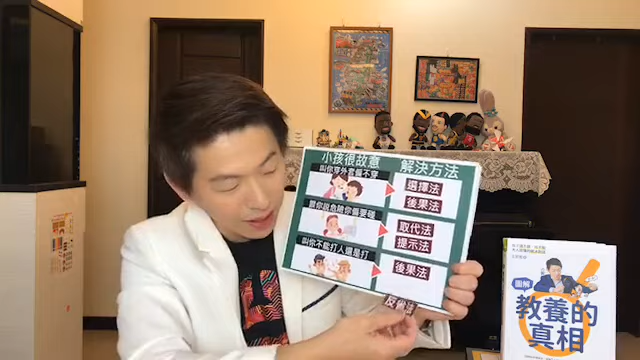 小孩很故意 解決方法
叫你穿外套偏不穿
選擇法
後果法
跟你說危險你偏要碰
取代法
提示法
叫你不能打人還是打
後果法
反省法
圖解
教養的
真相